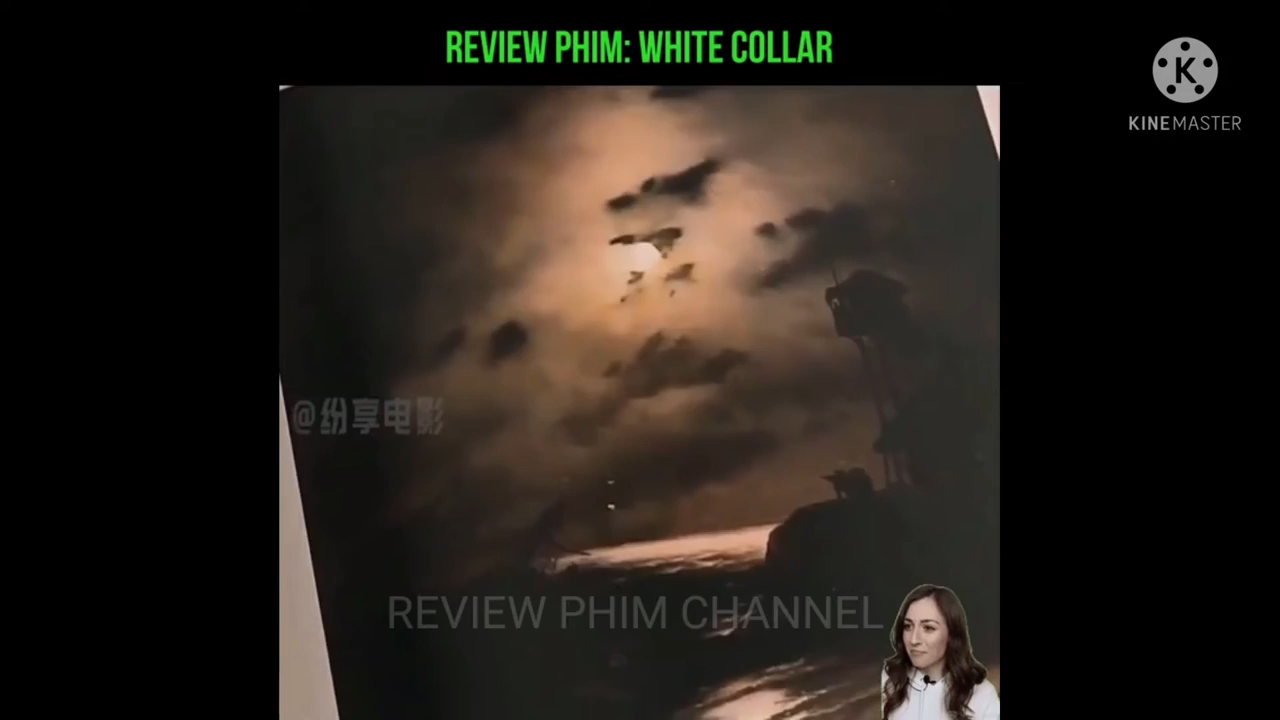 REVIEW PHIM: WHITE COLLAR
K
KINEMASTER
@纷享电影
REVIEW PHIM CHANNEL